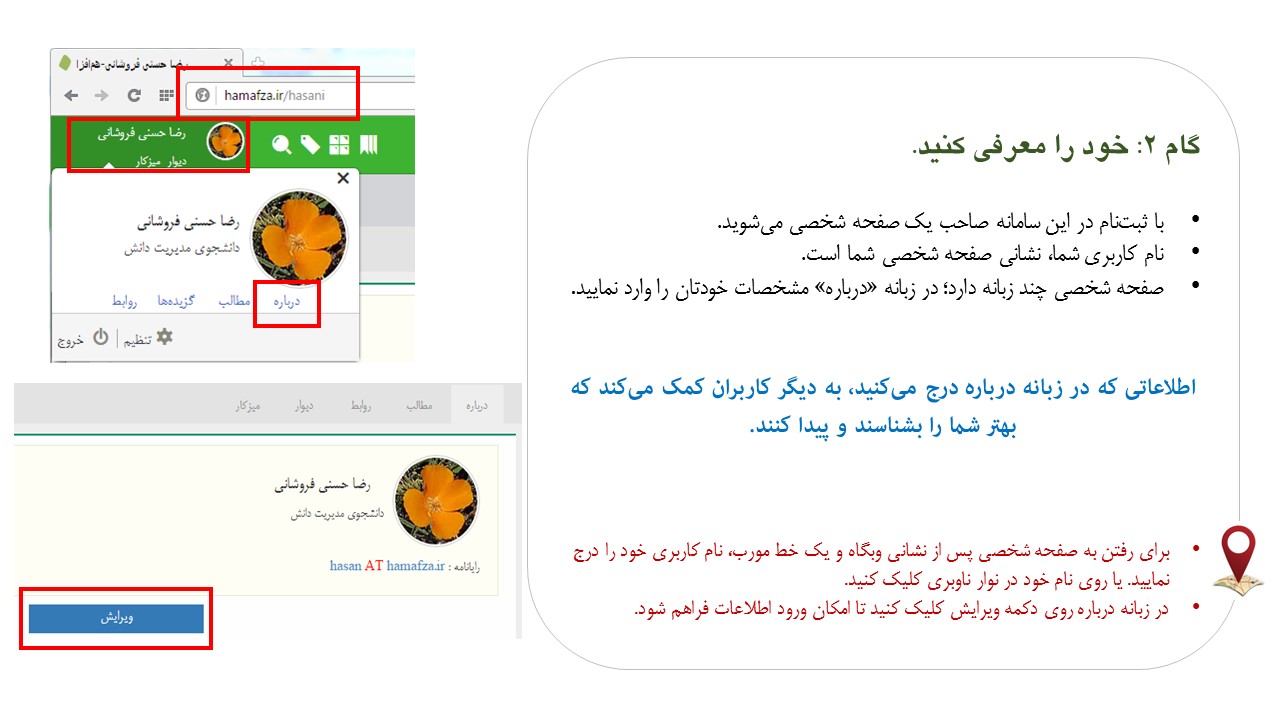 گام ۲: خود را معرفی کنید.
با ثبت‌نام در این سامانه صاحب یک صفحه شخصی می‌شوید.
نام کاربری شما، نشانی صفحه شخصی شما است.
صفحه شخصی چند زبانه دارد؛ در زبانه «درباره» مشخصات خودتان را وارد نمایید.
اطلاعاتی که در زبانه درباره درج می‌کنید، به دیگر کاربران کمک می‌کند که
بهتر شما را بشناسند و پیدا کنند.
برای رفتن به صفحه شخصی پس از نشانی وبگاه و یک خط مورب، نام کاربری خود را درج
نمایید. یا روی نام خود در نوار ناوبری کلیک کنید.
در زبانه درباره روی دکمه ویرایش کلیک کنید تا امکان ورود اطلاعات فراهم شود.
رضا حسنی فروشانی-هم‌افزا
hamafza.ir/hasani
رضا حسنی فروشانی
دیوار میزکار
رضا حسنی فروشانی
دانشجوی مدیریت دانش
درباره مطالب گزیده‌ها روابط
تنظیم | خروج
درباره مطالب روابط دیوار میزکار
رضا حسنی فروشانی
دانشجوی مدیریت دانش
رایانامه : hasan AT hamafza.ir
ویرایش